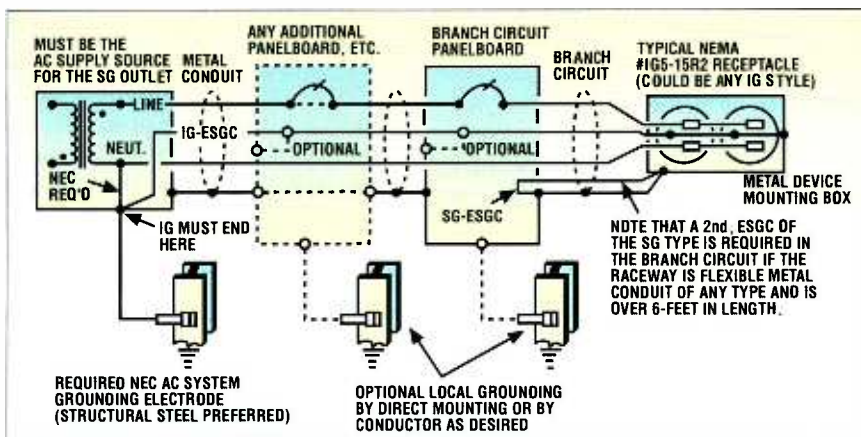 MUST BE THE
AC SUPPLY SOURCE
FOR THE SG OUTLET
METAL
CONDUIT
ANY ADDITIONAL
PANELBOARD, ETC.
BRANCH CIRCUIT
PANELBOARD
BRANCH
CIRCUIT
TYPICAL NEMA
#IG5-15R2 RECEPTACLE
(COULD BE ANY IG STYLE)
LINE
IG-ESGC
NEUT.
OPTIONAL
OPTIONAL
NEC
REQ'D
IG MUST END
HERE
SG-ESGC
METAL DEVICE
MOUNTING BOX
NOTE THAT A 2nd, ESGC OF
THE SG TYPE IS REQUIRED IN
THE BRANCH CIRCUIT IF THE
RACEWAY IS FLEXIBLE METAL
CONDUIT OF ANY TYPE AND IS
OVER 6-FEET IN LENGTH.
REQUIRED NEC AC SYSTEM
GROUNDING ELECTRODE
(STRUCTURAL STEEL PREFERRED)
OPTIONAL LOCAL GROUNDING
BY DIRECT MOUNTING OR BY
CONDUCTOR AS DESIRED